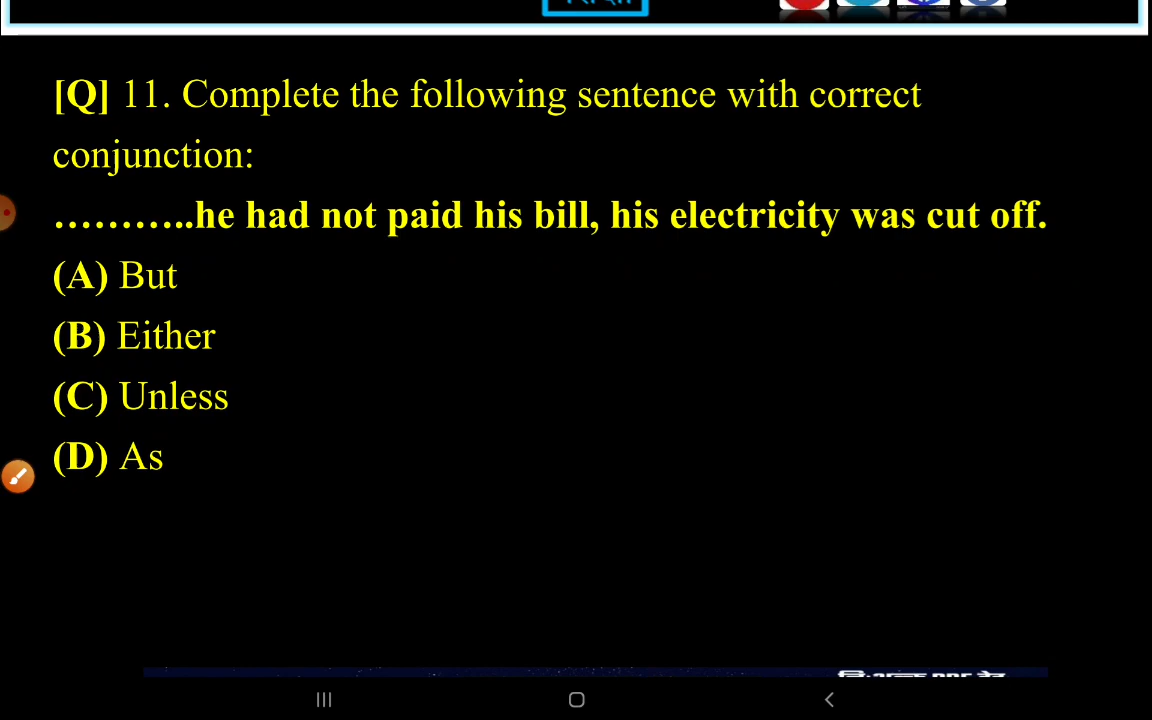 [Q] 11. Complete the following sentence with correct
conjunction:
………..he had not paid his bill, his electricity was cut off.
(A) But
(B) Either
(C) Unless
(D) As